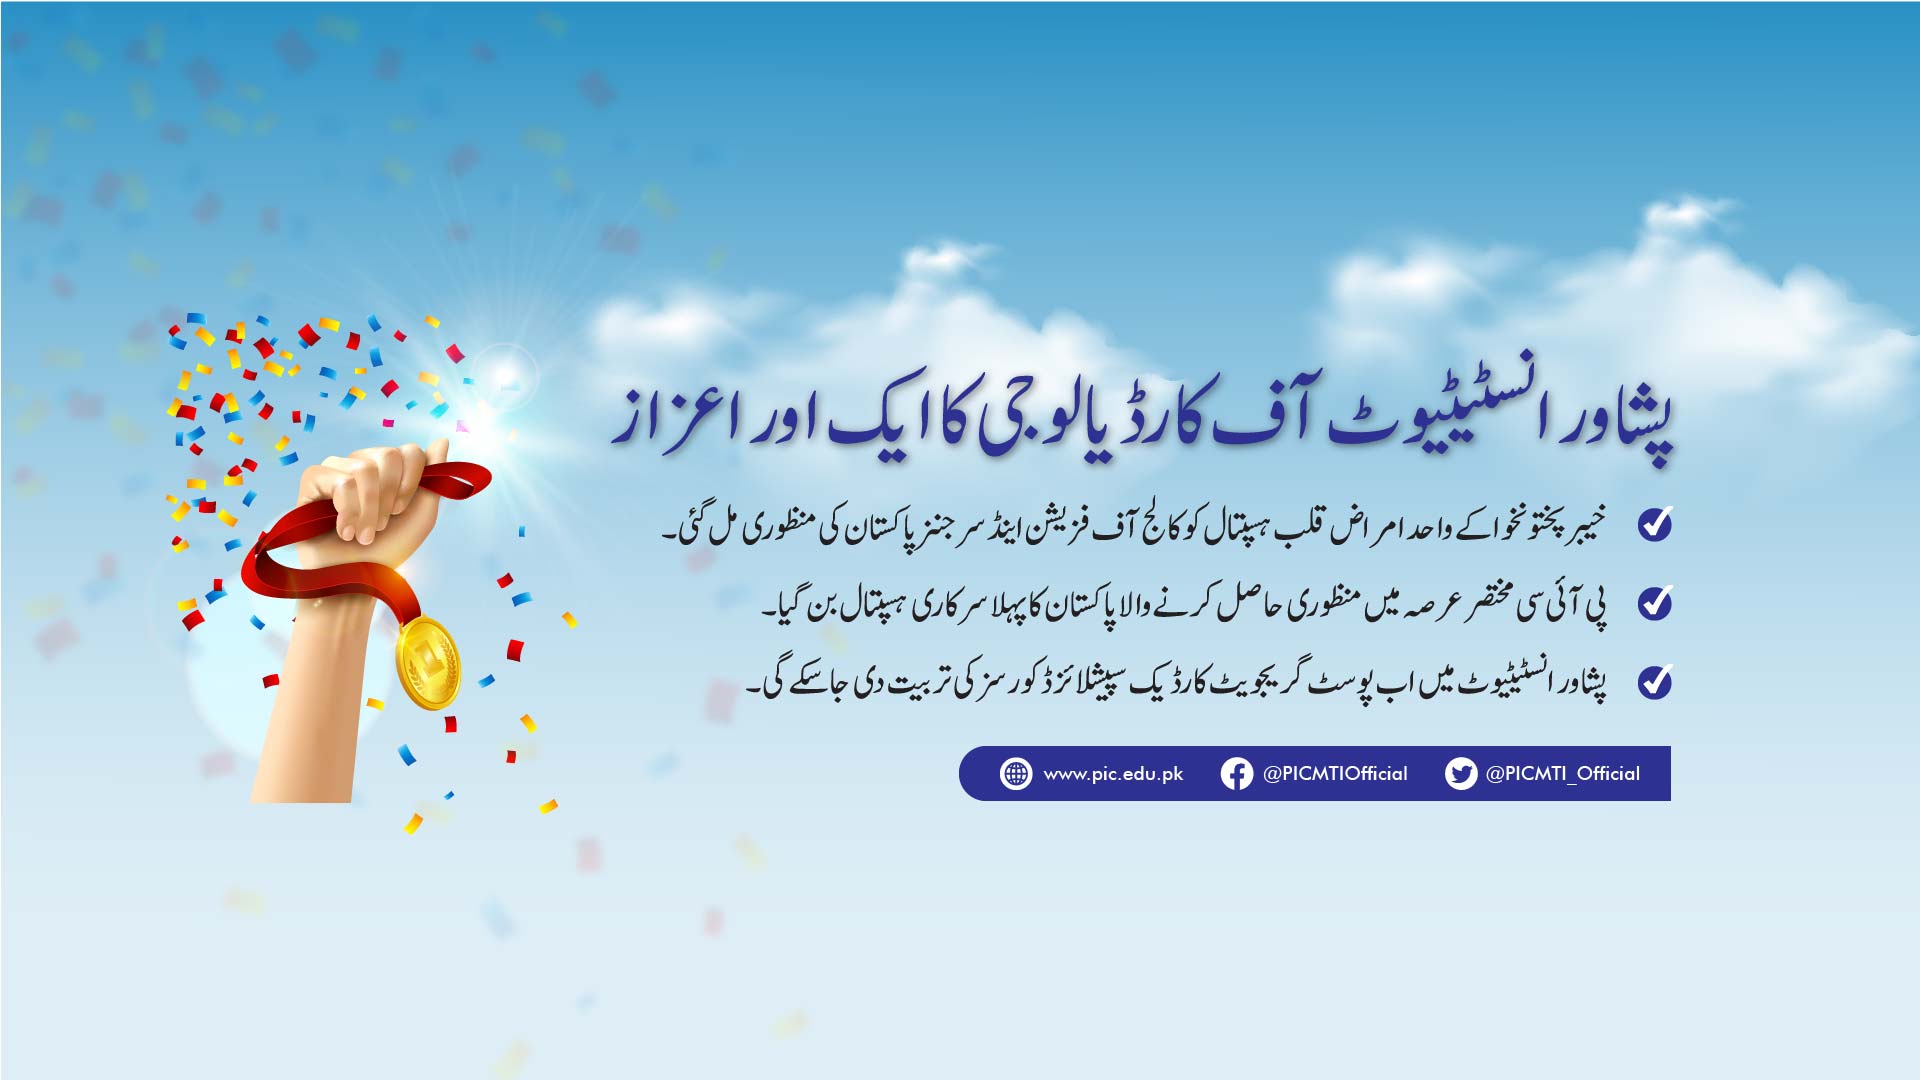 پشاور انسٹیٹیوٹ آف کارڈیالوجی کا ایک اور اعزاز
خیبر پختونخوا کے واحد امراض قلب ہسپتال کو کالج آف فزیشن اینڈ سرجنز پاکستان کی منظوری مل گئی۔
پی آئی سی مختصر عرصہ میں منظوری حاصل کرنے والا پاکستان کا پہلا سرکاری ہسپتال بن گیا۔
پشاور انسٹیٹیوٹ میں اب پوسٹ گریجویٹ کارڈیک سپیشلائزڈ کورسز کی تربیت دی جاسکے گی۔
www.pic.edu.pk @PICMTIOfficial @PICMTI_Official
1